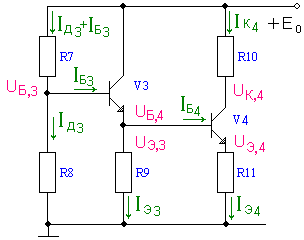 IД3+IБ3
IК4
+E0
R7
R10
IБ3
V3
UБ,3
UБ,4
IБ4
UК,4
V4
IД3
UЭ,3
UЭ,4
R8
R9
R11
IЭ3
IЭ4